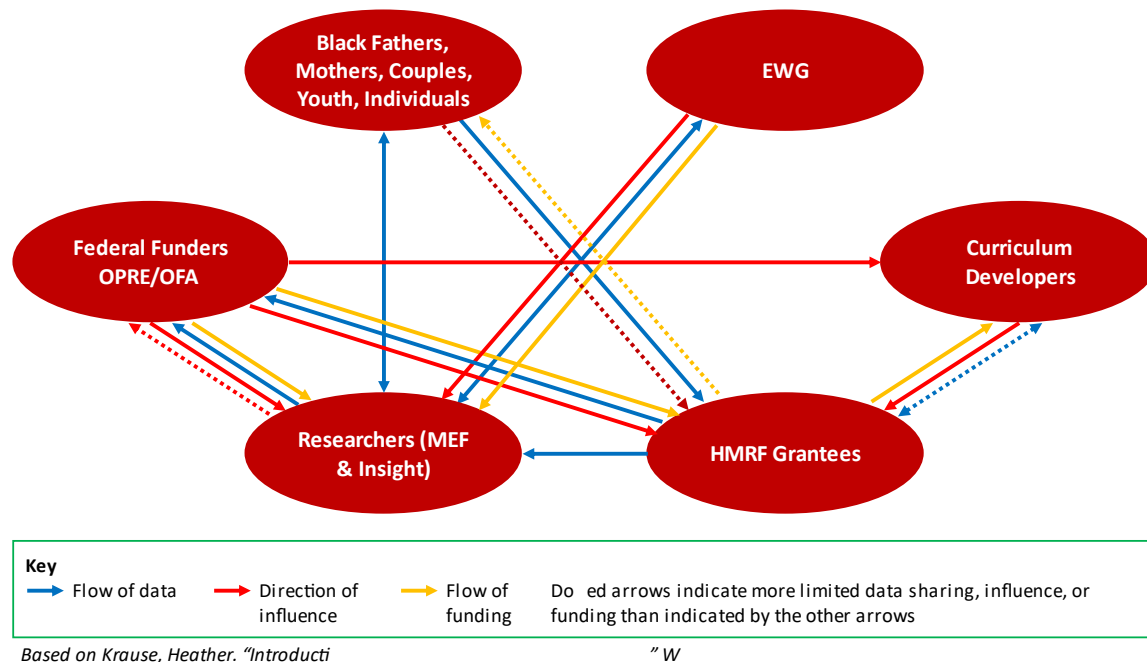 Black Fathers,
Mothers, Couples,
Youth, Individuals
EWG
Federal Funders
OPRE/OFA
Curriculum
Developers
Researchers (MEF
& Insight)
HMRF Grantees
Key
Flow of data
Direction of
influence
Flow of
funding
Do ed arrows indicate more limited data sharing, influence, or
funding than indicated by the other arrows
Based on Krause, Heather. “Introducti ” W